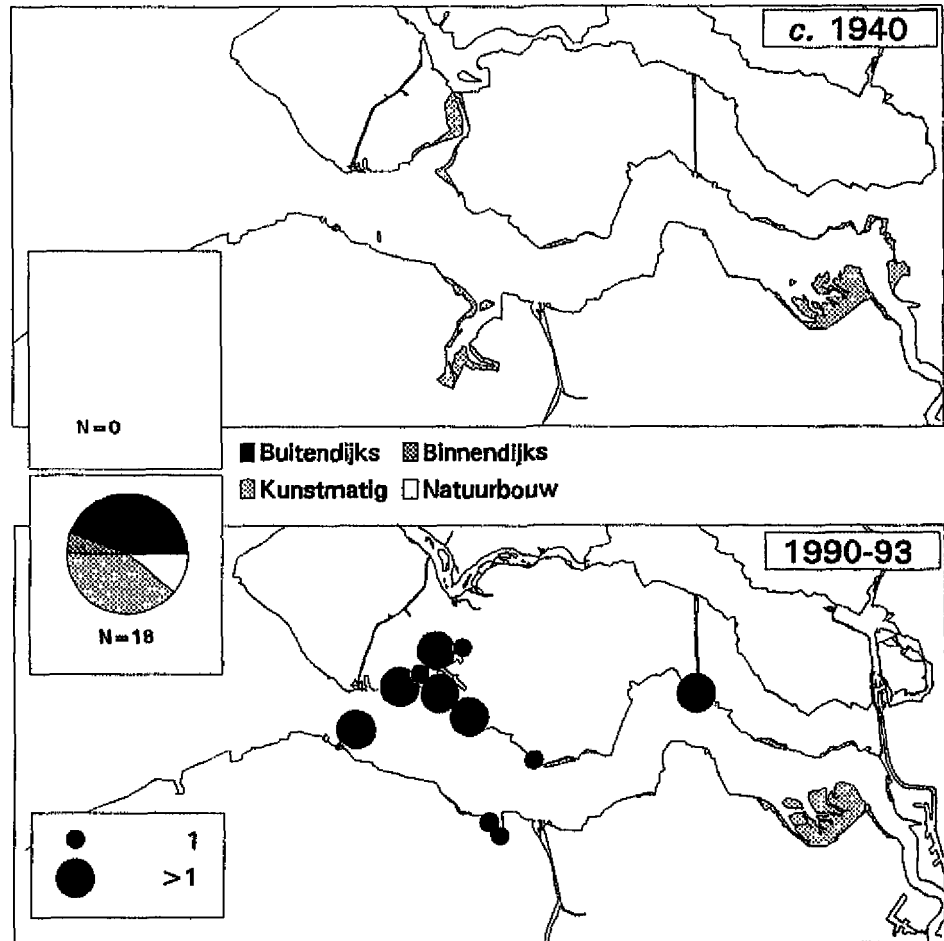 c. 1940
N=0
Buitendijks Binnendijks
Kunstmatig Natuurbouw
1990-93
N=18
1
>1